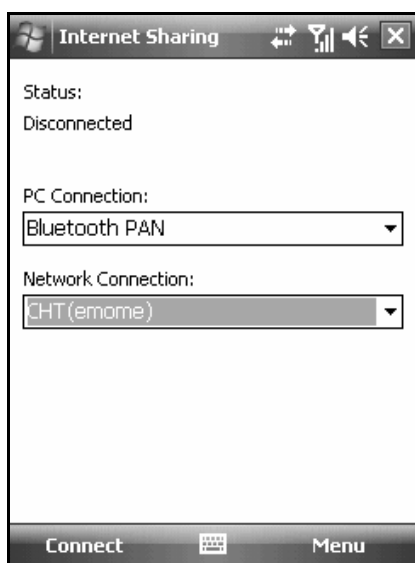 Internet Sharing
Status:
Disconnected
PC Connection:
Bluetooth PAN
Network Connection:
CHT(emome)
Connect Menu